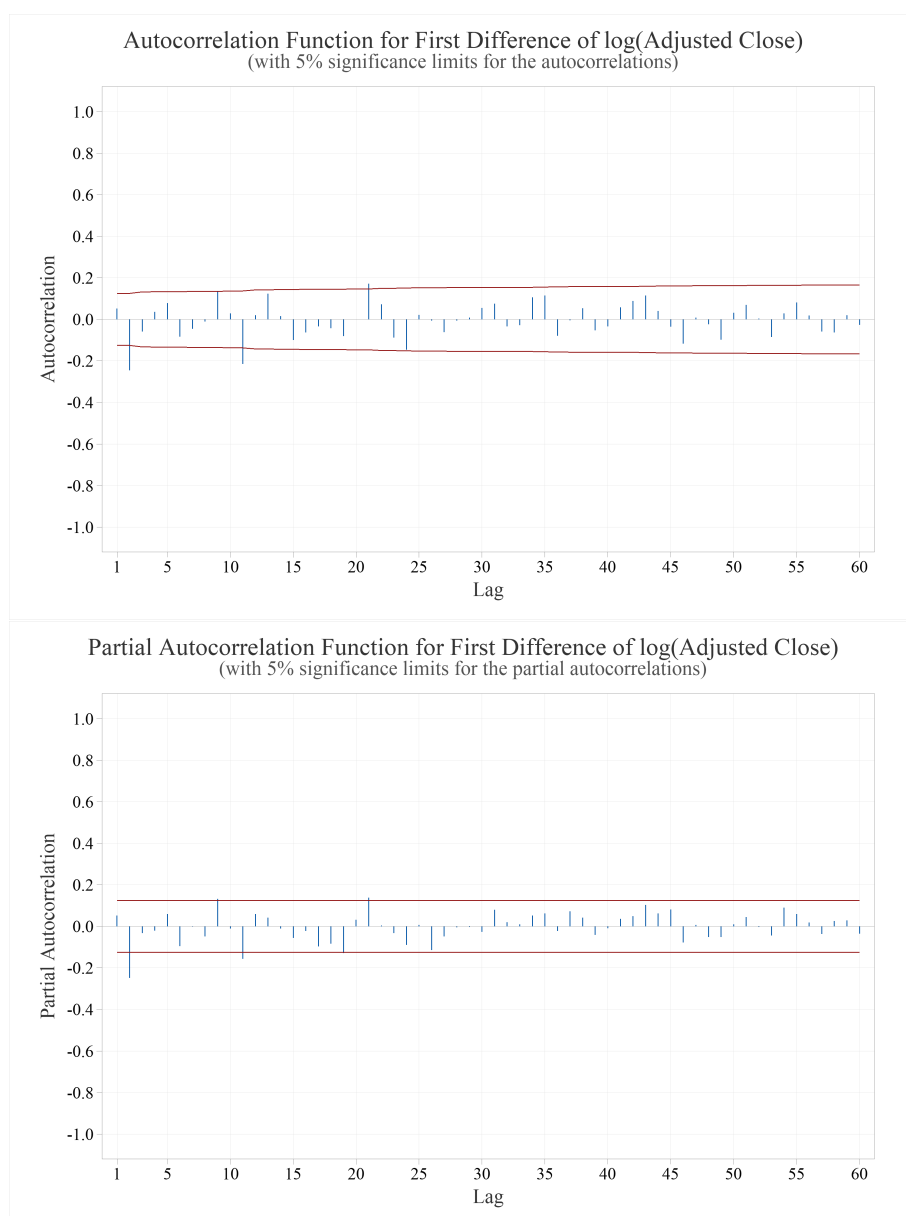 Autocorrelation Function for First Difference of log(Adjusted Close)
(with 5% significance limits for the autocorrelations)
Autocorrelation
1.0
0.8
0.6
0.4
0.2
0.0
-0.2
-0.4
-0.6
-0.8
-1.0
1 5 10 15 20 25 30 35 40 45 50 55 60
Lag
Partial Autocorrelation Function for First Difference of log(Adjusted Close)
(with 5% significance limits for the partial autocorrelations)
Partial Autocorrelation
1.0
0.8
0.6
0.4
0.2
0.0
-0.2
-0.4
-0.6
-0.8
-1.0
1 5 10 15 20 25 30 35 40 45 50 55 60
Lag